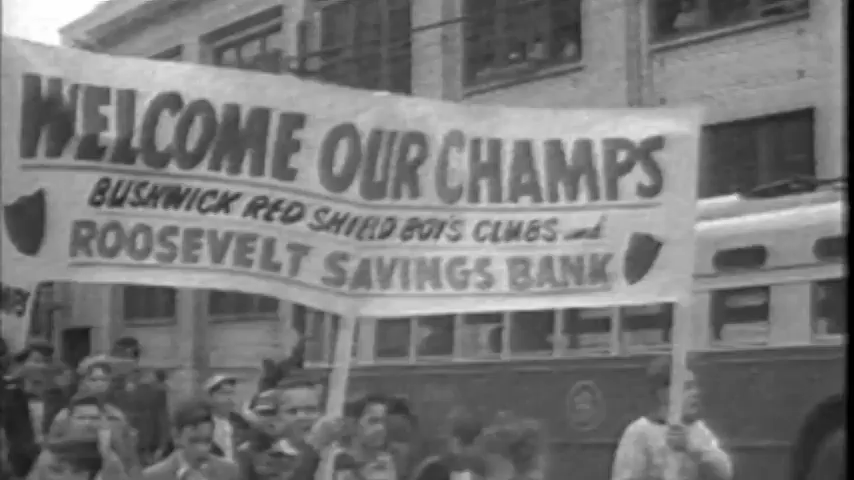 WELCOME OUR CHAMPS
BUSHWICK RED SHIELD BOYS CLUBS and
ROOSEVELT SAVINGS BANK